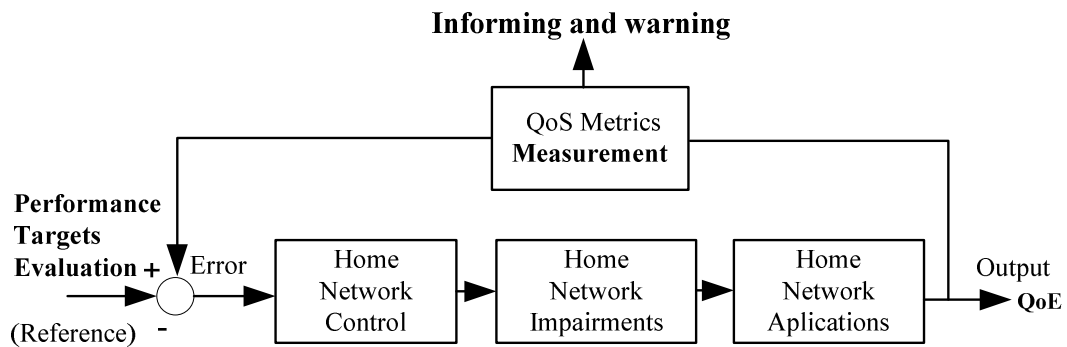 Informing and warning
QoS Metrics
Measurement
Performance
Targets
Evaluation +
(Reference)
-
Error
Home
Network
Control
Home
Network
Impairments
Home
Network
Aplications
Output
QoE